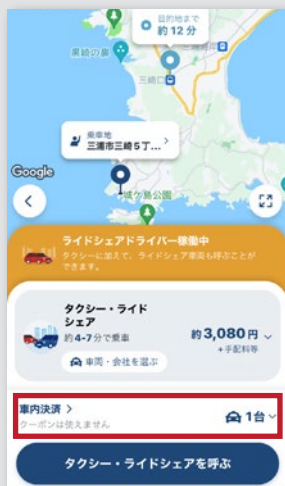 目的地まで
約 12 分
黒崎の鼻
三崎口
乗車地
三浦市三崎5丁...
Google
城ケ島公園
ライドシェアドライバー稼働中
タクシーに加えて、ライドシェア車両も呼ぶことが
できます。
タクシー・ライド
シェア
約4-7分で乗車
約3,080円
+手配料等
車両・会社を選ぶ
車内決済
クーポンは使えません
1台
タクシー・ライドシェアを呼ぶ